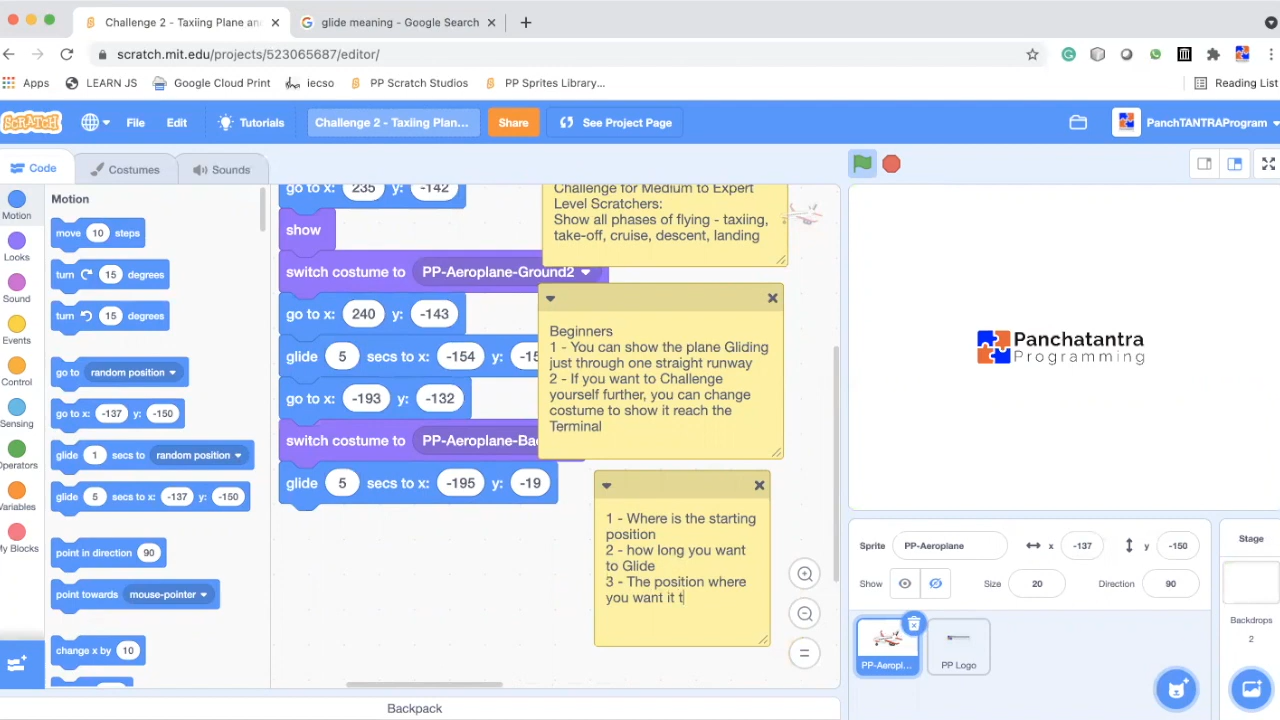 Challenge 2 - Taxiing Plane an
glide meaning - Google Search
scratch.mit.edu/projects/523065687/editor/
Apps
LEARN JS
Google Cloud Print
iecso
PP Scratch Studios
PP Sprites Library...
Reading List
SCRATCH
File
Edit
Tutorials
Challenge 2 - Taxiing Plan...
Share
See Project Page
PanchTANTRAProgram
Code
Costumes
Sounds
Motion
Looks
Sound
Events
Control
Sensing
Operators
Variables
My Blocks
Motion
move 10 steps
turn 15 degrees
turn 15 degrees
go to random position
go to x: -137 y: -150
glide 1 secs to random position
glide 5 secs to x: -137 y: -150
point in direction 90
point towards mouse-pointer
change x by 10
go to x: 235 y: -142
show
switch costume to PP-Aeroplane-Ground2
go to x: 240 y: -143
glide 5 secs to x: -154 y: -15
go to x: -193 y: -132
switch costume to PP-Aeroplane-Bac
glide 5 secs to x: -195 y: -19
Challenge for Medium to Expert
Level Scratchers:
Show all phases of flying - taxiing,
take-off, cruise, descent, landing
Beginners
1 - You can show the plane Gliding
just through one straight runway
2 - If you want to Challenge
yourself further, you can change
costume to show it reach the
Terminal
1 - Where is the starting
position
2 - how long you want
to Glide
3 - The position where
you want it t
Backpack
Panchatantra
Programming
Sprite PP-Aeroplane x -137 y -150
Show Size 20 Direction 90
PP-Aeropl...
PP Logo
Stage
Backdrops
2